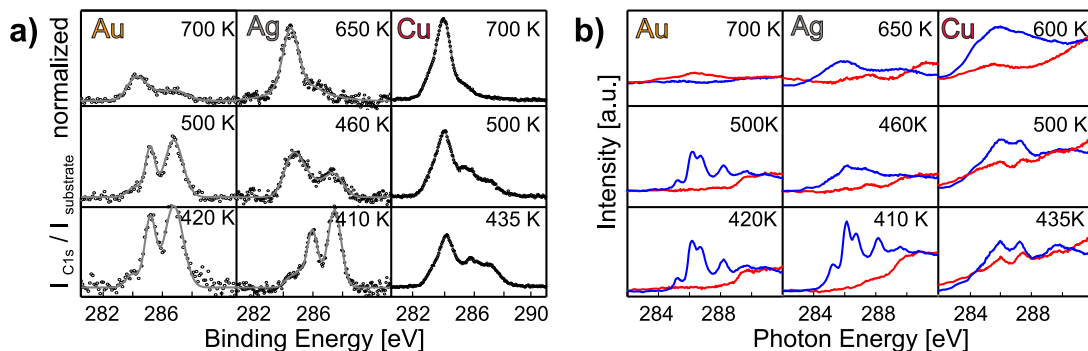 a)
I C1s / I substrate normalized
Au 700 K
Ag 650 K
Cu 700 K
500 K
460 K
500 K
420 K
410 K
435 K
282 286 282 286 282 286 290
Binding Energy [eV]
b)
Intensity [a.u.]
Au 700 K
Ag 650 K
Cu 600 K
500K
460K
500 K
420K
410 K
435K
284 288 284 288 284 288
Photon Energy [eV]